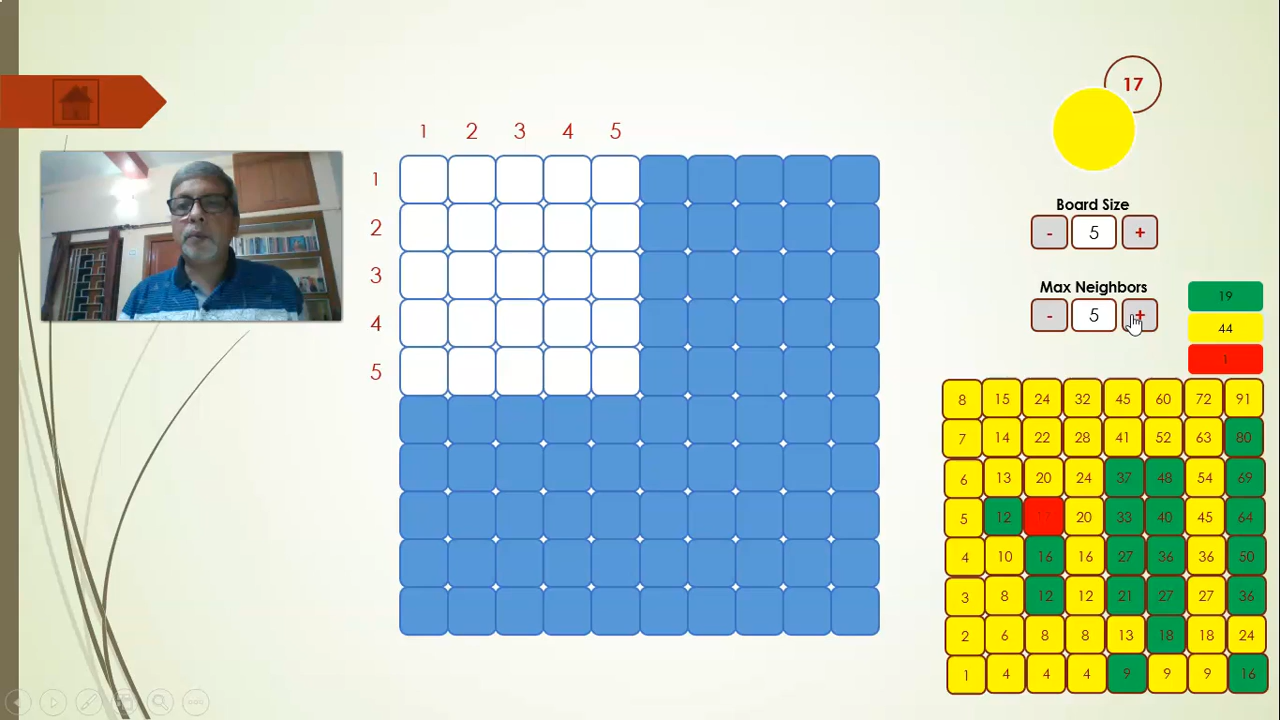 17
Board Size
- 5 +
Max Neighbors
- 5 +
1 2 3 4 5
1
2
3
4
5
19
44
1
8 15 24 32 45 60 72 91
7 14 22 28 41 52 63 80
6 13 20 24 37 48 54 69
5 12 20 33 40 45 64
4 10 16 16 27 36 36 50
3 8 12 12 21 27 27 36
2 6 8 8 13 18 18 24
1 4 4 4 9 9 9 16